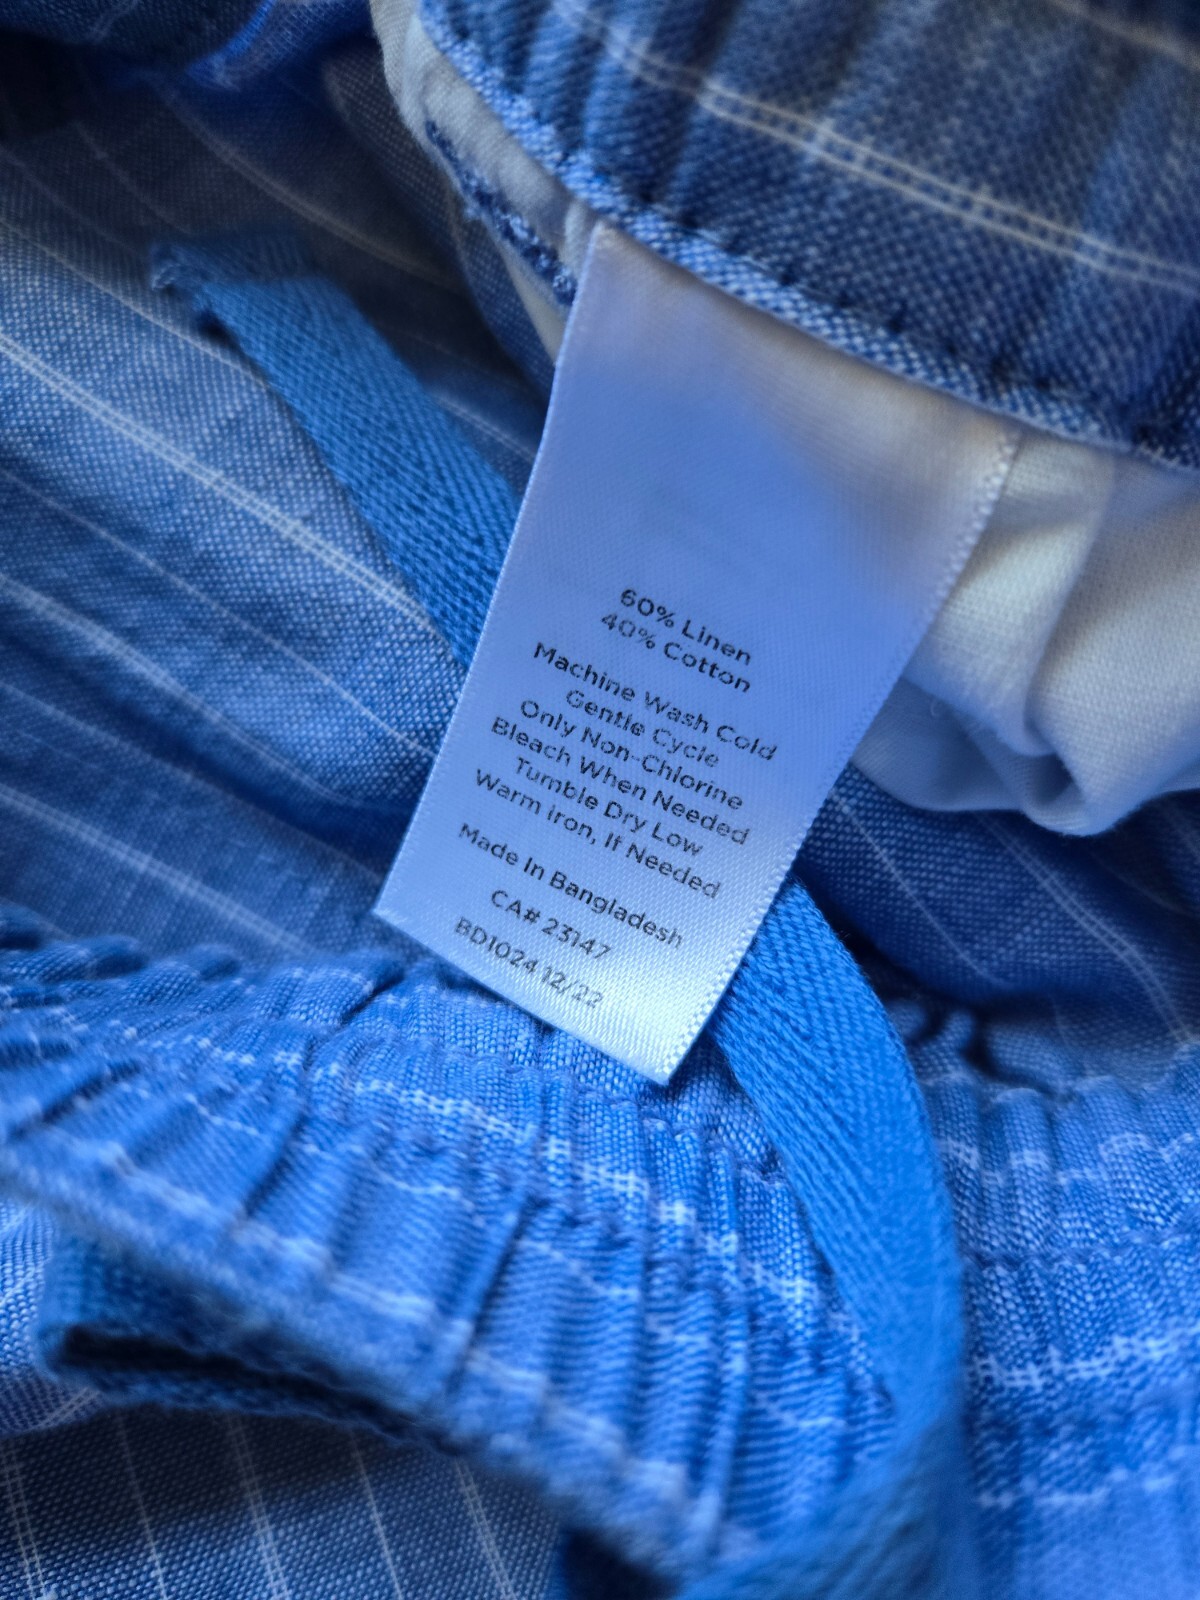 60% Linen
40% Cotton
Machine Wash Cold
Gentle Cycle
Only Non-Chlorine
Bleach When Needed
Tumble Dry Low
Warm iron, If Needed
Made In Bangladesh
CA# 23147
BD1024 12/22